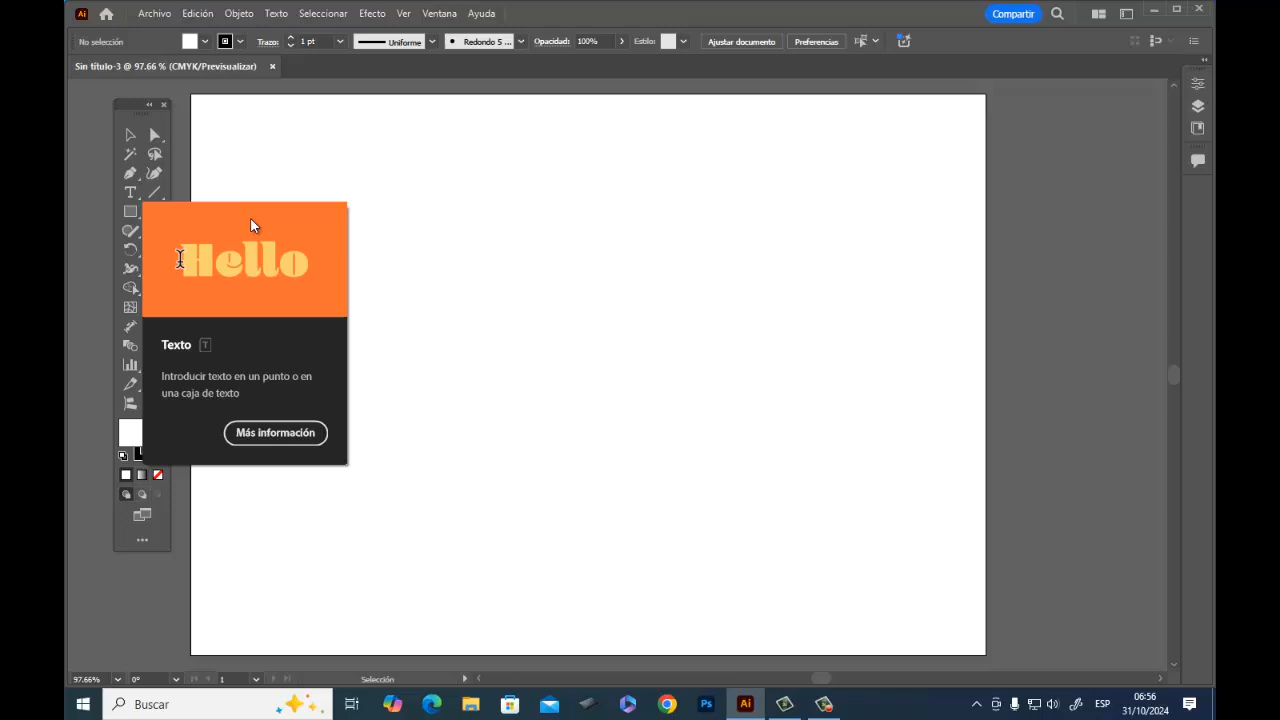 Ai Archivo Edición Objeto Texto Seleccionar Efecto Ver Ventana Ayuda Compartir
No selección Trazo: 1 pt Uniforme Redondo 5 ... Opacidad: 100% Estilo: Ajustar documento Preferencias
Sin título-3 @ 97.66 % (CMYK/Previsualizar) ×
T
Hello
Texto T
Introducir texto en un punto o en
una caja de texto
Más información
97.66% 0° 1 Selección
Buscar Ps Ai ESP 06:56
31/10/2024